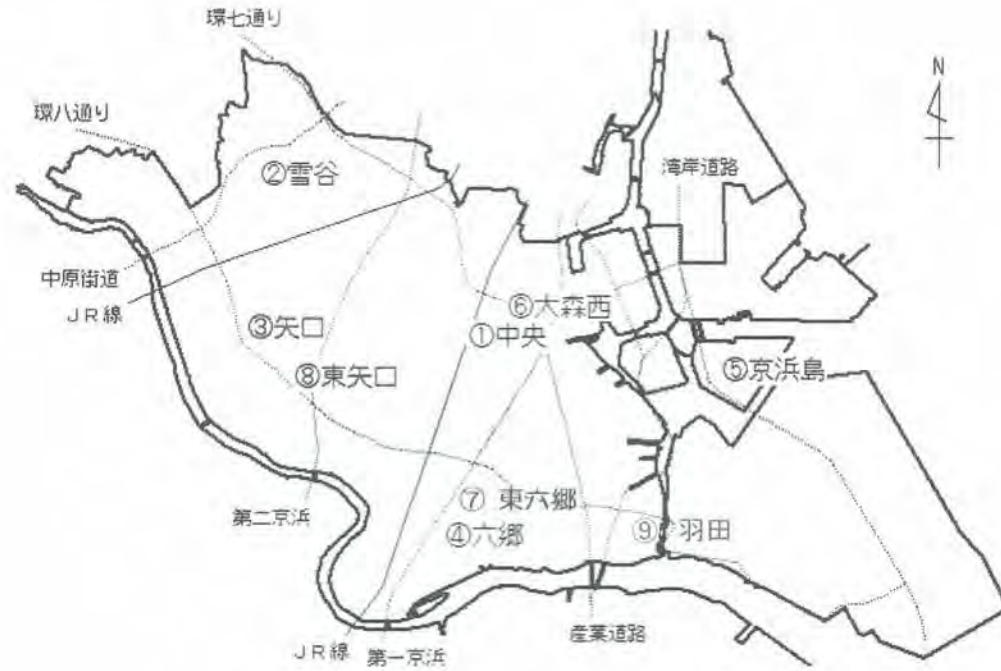 環七通り
N
環八通り
湾岸道路
②雪谷
中原街道
JR線
⑥大森西
③矢口
①中央
⑤京浜島
⑧東矢口
⑦ 東六郷
第二京浜
④六郷
⑨ 羽田
産業道路
JR線
第一京浜